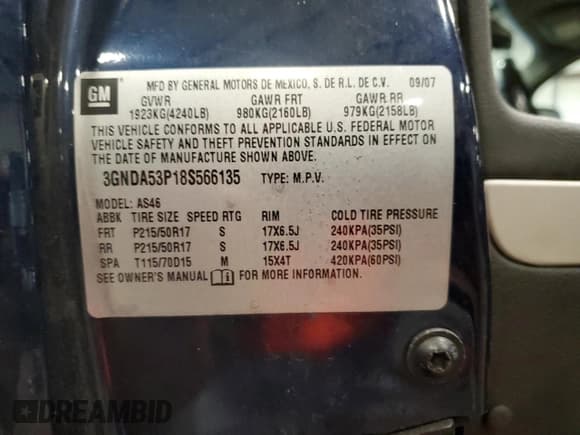 GM
MFD BY GENERAL MOTORS DE MEXICO, S. DE R.L. DE C.V. 09/07
GVWR GAWR FRT GAWR RR
1923KG(4240LB) 980KG(2160LB) 979KG(2158LB)
THIS VEHICLE CONFORMS TO ALL APPLICABLE U.S. FEDERAL MOTOR
VEHICLE SAFETY AND THEFT PREVENTION STANDARDS IN EFFECT ON
THE DATE OF MANUFACTURE SHOWN ABOVE.
3GNDA53P18S566135 TYPE: M.P.V.
MODEL: AS46
ABBK TIRE SIZE SPEED RTG RIM COLD TIRE PRESSURE
FRT P215/50R17 S 17X6.5J 240KPA(35PSI)
RR P215/50R17 S 17X6.5J 240KPA(35PSI)
SPA T115/70D15 M 15X4T 420KPA(60PSI)
SEE OWNER'S MANUAL FOR MORE INFORMATION.
DREAMBID